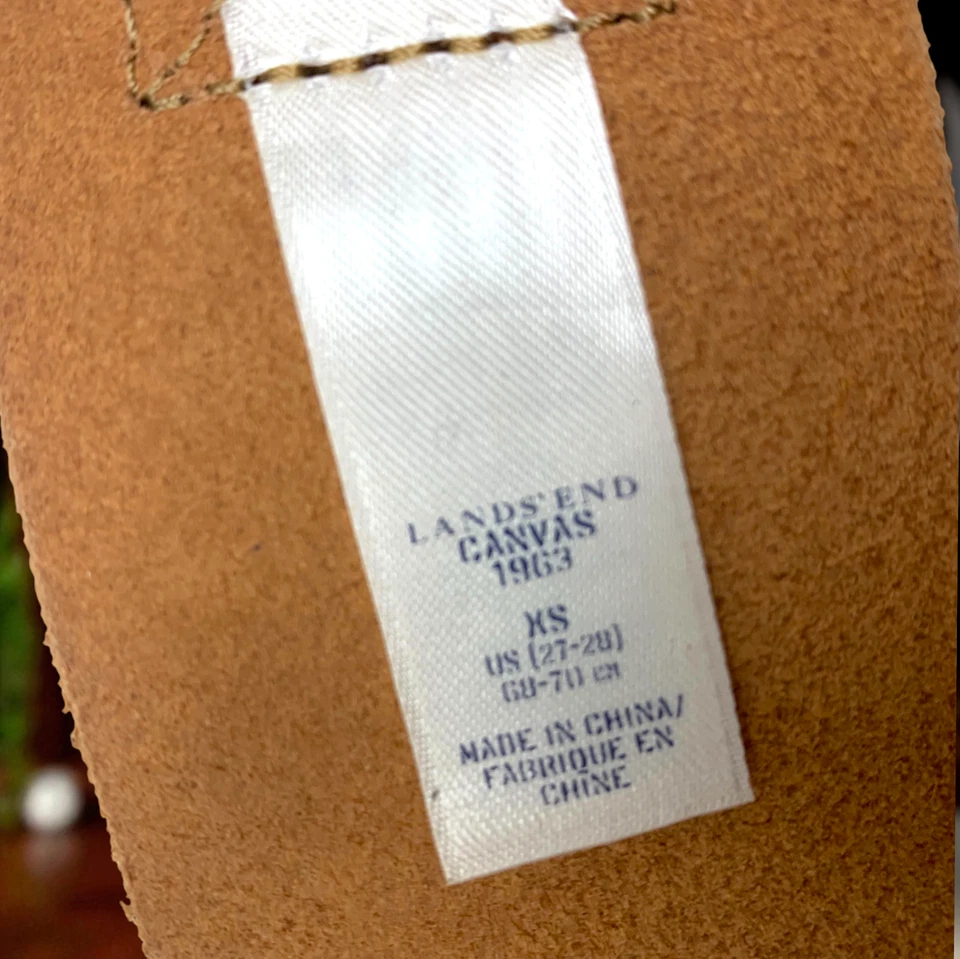 LANDS' END
CANVAS
1963
XS
US (27-28)
68-70 CM
MADE IN CHINA/
FABRIQUE EN
CHINE